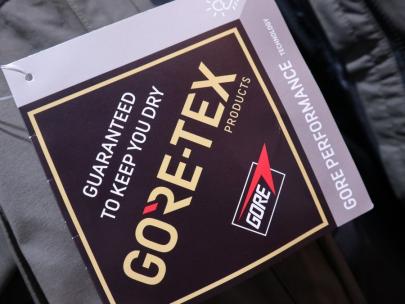 GUARANTEED
TO KEEP YOU DRY
GORE-TEX
PRODUCTS
GORE
GORE PERFORMANCE
TECHNOLOGY